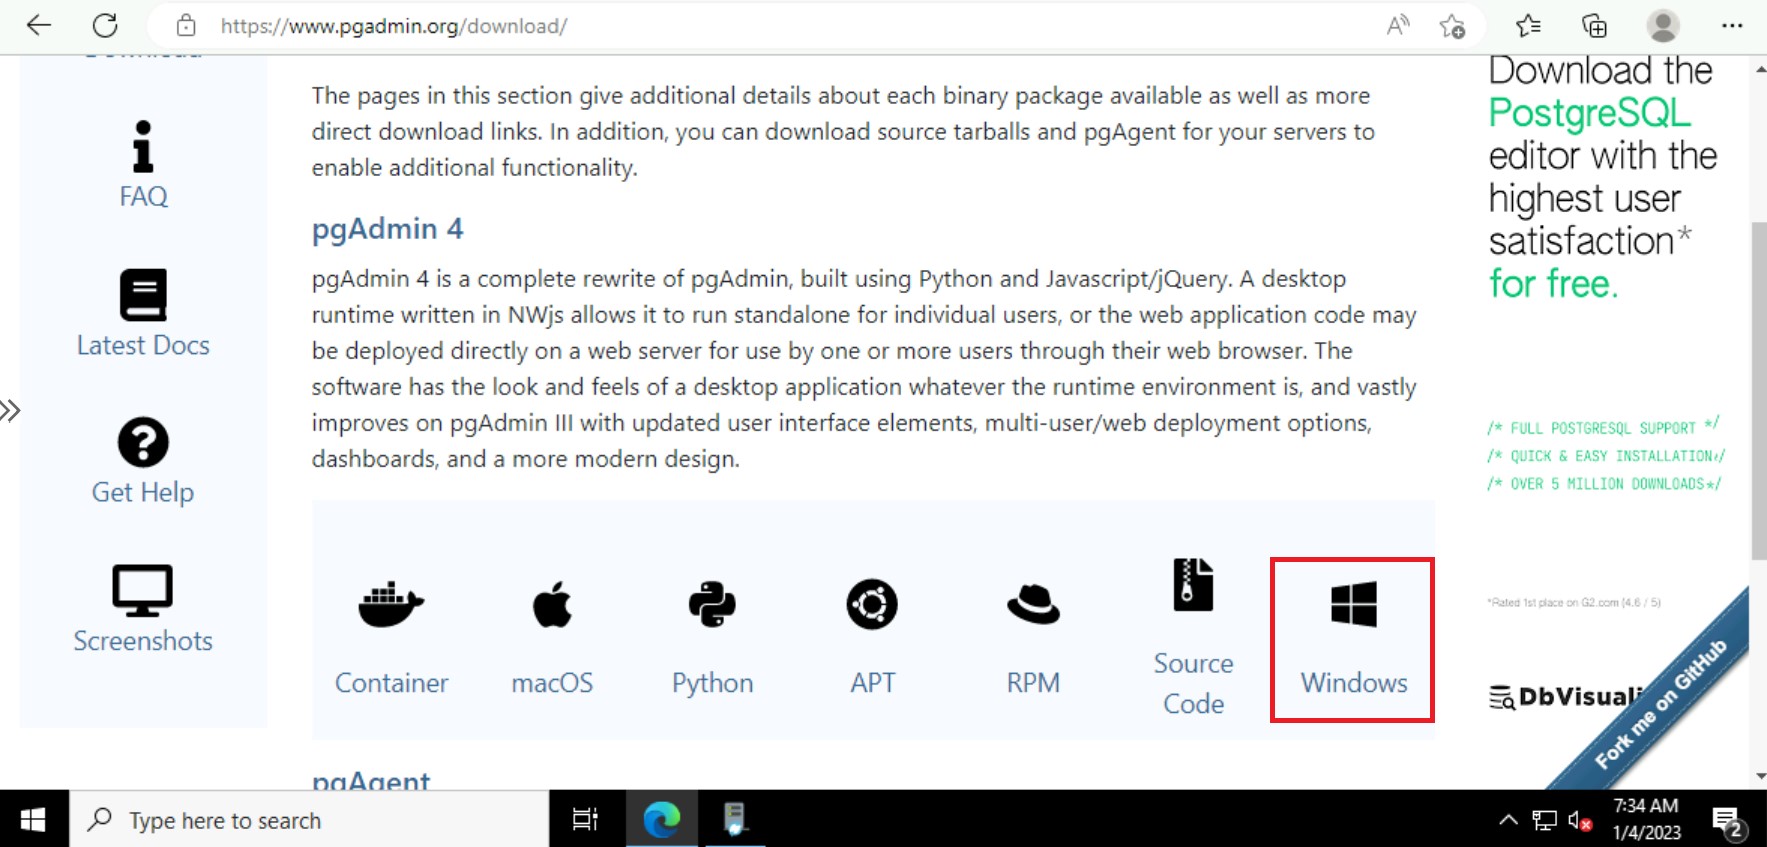 https://www.pgadmin.org/download/
Download
FAQ
Latest Docs
Get Help
Screenshots
The pages in this section give additional details about each binary package available as well as more
direct download links. In addition, you can download source tarballs and pgAgent for your servers to
enable additional functionality.
pgAdmin 4
pgAdmin 4 is a complete rewrite of pgAdmin, built using Python and Javascript/jQuery. A desktop
runtime written in NWjs allows it to run standalone for individual users, or the web application code may
be deployed directly on a web server for use by one or more users through their web browser. The
software has the look and feels of a desktop application whatever the runtime environment is, and vastly
improves on pgAdmin III with updated user interface elements, multi-user/web deployment options,
dashboards, and a more modern design.
Container
macOS
Python
APT
RPM
Source
Code
Windows
pgAgent
Download the
PostgreSQL
editor with the
highest user
satisfaction*
for free.
/* FULL POSTGRESQL SUPPORT */
/* QUICK & EASY INSTALLATION*/
/* OVER 5 MILLION DOWNLOADS*/
*Rated 1st place on G2.com (4.6 / 5)
DbVisuali
Fork me on GitHub
Type here to search
7:34 AM
1/4/2023
2